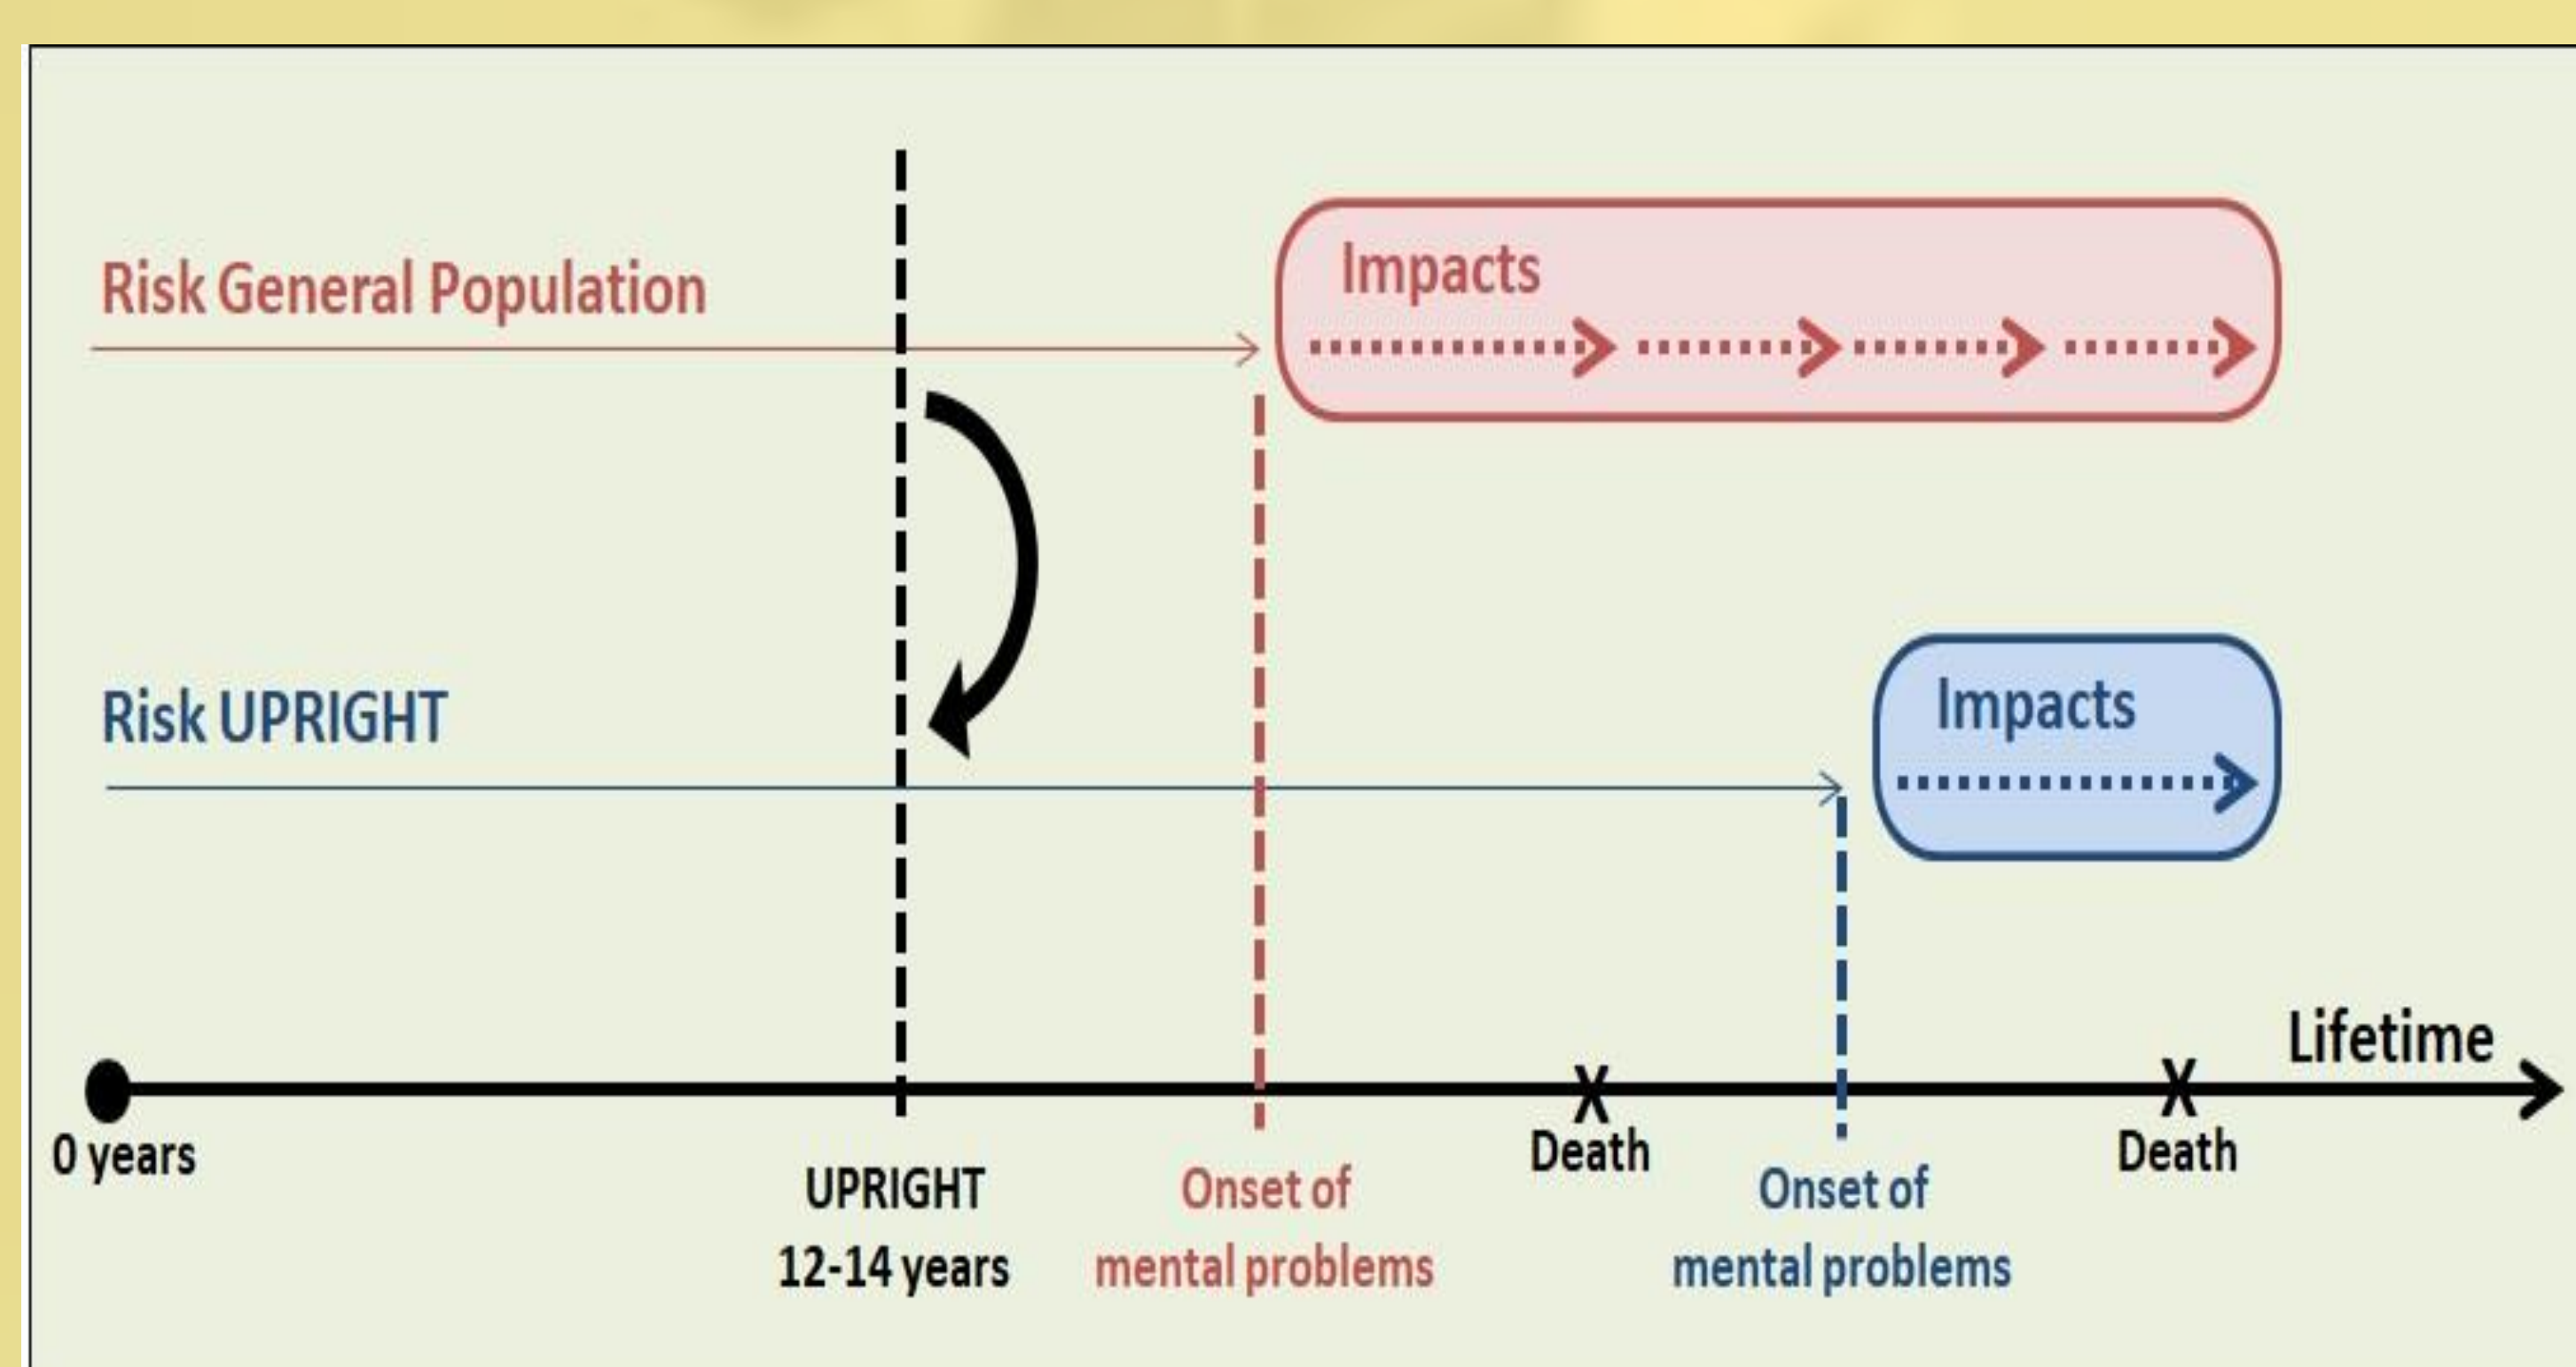 Risk General Population
Impacts
Risk UPRIGHT
Impacts
Lifetime
0 years
X
Death
X
Death
UPRIGHT
12-14 years
Onset of
mental problems
Onset of
mental problems